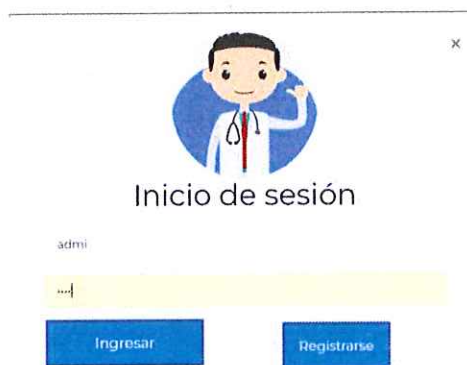 ×
Inicio de sesión
admi
....
Ingresar
Registrarse